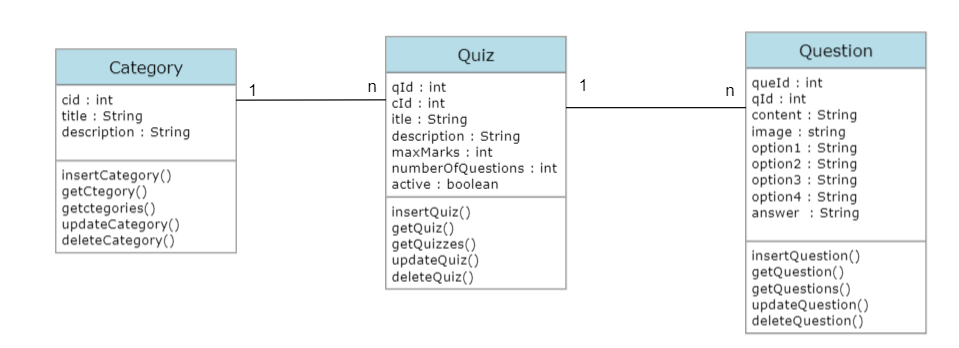 Category
cid : int
title : String
description : String
insertCategory()
getCtegory()
getctegories()
updateCategory()
deleteCategory()
1
n
Quiz
qId : int
cId : int
itle : String
description : String
maxMarks : int
numberOfQuestions : int
active : boolean
insertQuiz()
getQuiz()
getQuizzes()
updateQuiz()
deleteQuiz()
1
n
Question
queId : int
qId : int
content : String
image : string
option1 : String
option2 : String
option3 : String
option4 : String
answer : String
insertQuestion()
getQuestion()
getQuestions()
updateQuestion()
deleteQuestion()